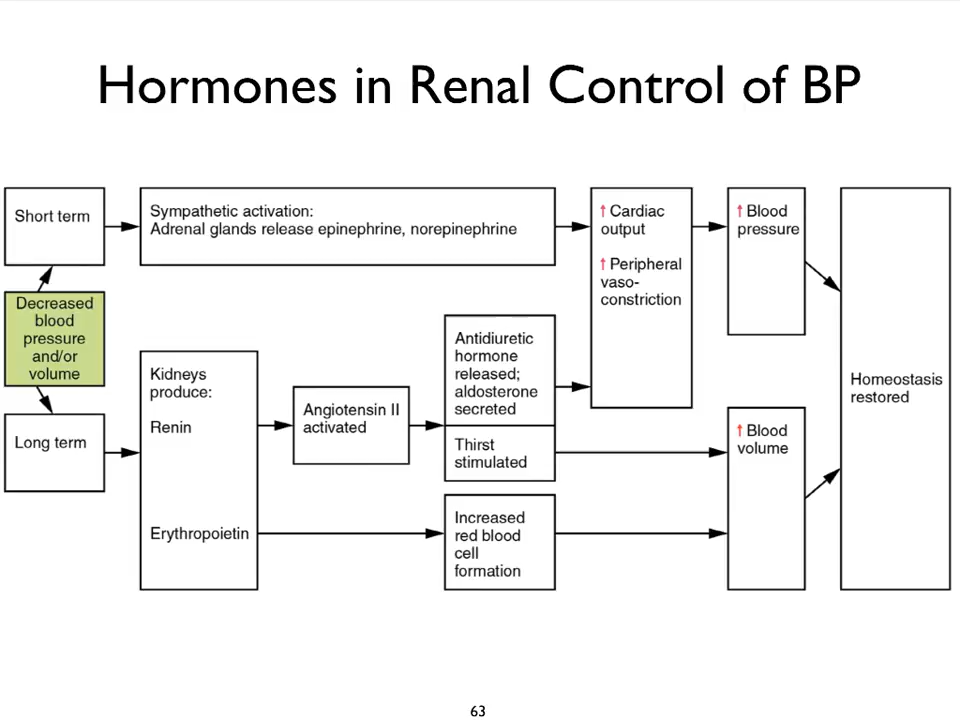 Hormones in Renal Control of BP
Short term
Sympathetic activation:
Adrenal glands release epinephrine, norepinephrine
↑ Cardiac
output
↑ Peripheral
vaso-
constriction
↑ Blood
pressure
Decreased
blood
pressure
and/or
volume
Long term
Kidneys
produce:
Renin
Erythropoietin
Angiotensin II
activated
Antidiuretic
hormone
released;
aldosterone
secreted
Thirst
stimulated
Increased
red blood
cell
formation
↑ Blood
volume
Homeostasis
restored
63